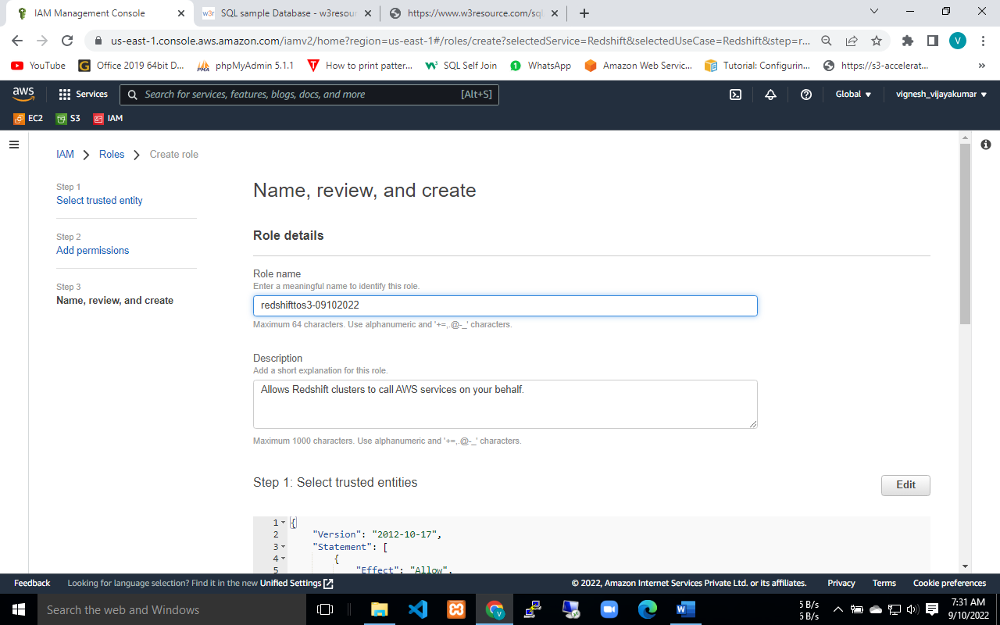 IAM Management Console
w3r SQL sample Database - w3resour
https://www.w3resource.com/sql
us-east-1.console.aws.amazon.com/iamv2/home?region=us-east-1#/roles/create?selectedService=Redshift&selectedUseCase=Redshift&step=r...
V
YouTube
Office 2019 64bit D...
phpMyAdmin 5.1.1
How to print patter...
SQL Self Join
WhatsApp
Amazon Web Servic...
Tutorial: Configurin...
https://s3-accelerat...
»
aws
Services
Search for services, features, blogs, docs, and more [Alt+S]
Global
vignesh_vijayakumar
EC2
S3
IAM
IAM > Roles > Create role
Step 1
Select trusted entity
Step 2
Add permissions
Step 3
Name, review, and create
Name, review, and create
Role details
Role name
Enter a meaningful name to identify this role.
redshifttos3-09102022
Maximum 64 characters. Use alphanumeric and '+=,.@-_' characters.
Description
Add a short explanation for this role.
Allows Redshift clusters to call AWS services on your behalf.
Maximum 1000 characters. Use alphanumeric and '+=,.@-_' characters.
Step 1: Select trusted entities
Edit
1 {
2 "Version": "2012-10-17",
3 "Statement": [
4 {
5 "Effect": "Allow",
Feedback
Looking for language selection? Find it in the new Unified Settings
© 2022, Amazon Internet Services Private Ltd. or its affiliates.
Privacy
Terms
Cookie preferences
Search the web and Windows
5 B/s
5 B/s
7:31 AM
9/10/2022